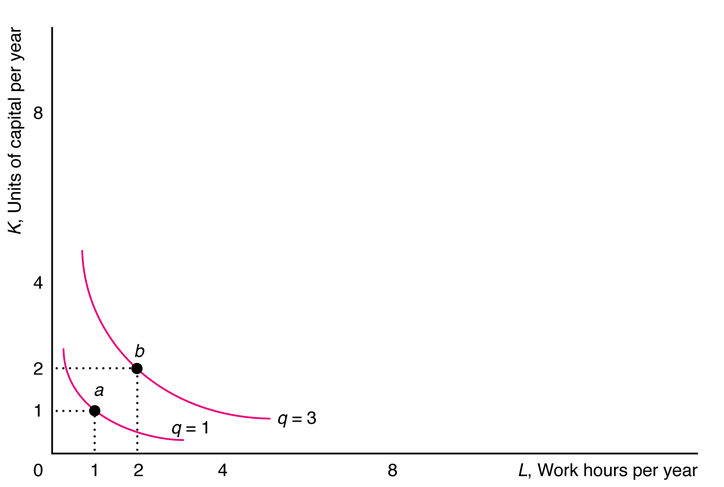 K, Units of capital per year
8
4
2
1
b
a
q = 3
q = 1
0
1
2
4
8
L, Work hours per year